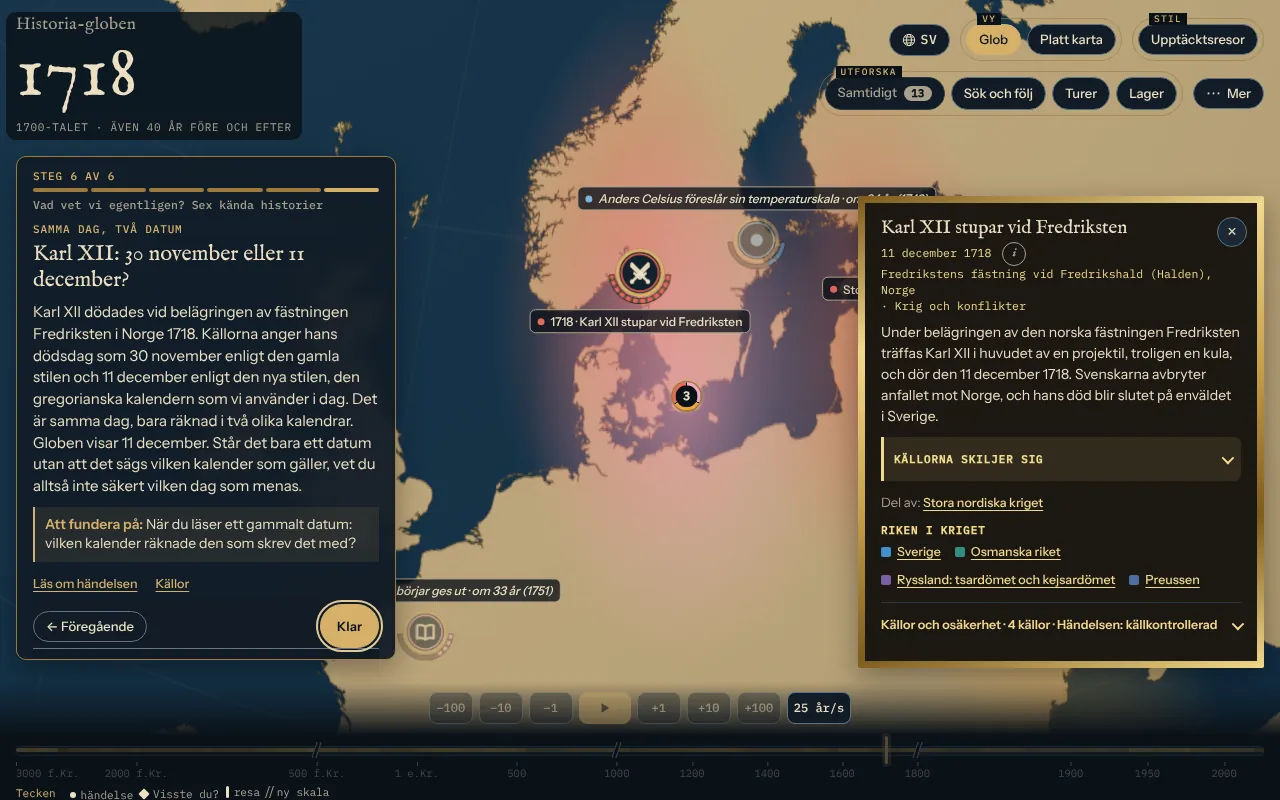 Historia-globen
1718
1700-TALET · ÄVEN 40 ÅR FÖRE OCH EFTER
SV
VY
Glob
Platt karta
STIL
Upptäcktsresor
UTFORSKA
Samtidigt 13
Sök och följ
Turer
Lager
··· Mer
STEG 6 AV 6
Vad vet vi egentligen? Sex kända historier
SAMMA DAG, TVÅ DATUM
Karl XII: 30 november eller 11
december?
Karl XII dödades vid belägringen av fästningen
Fredriksten i Norge 1718. Källorna anger hans
dödsdag som 30 november enligt den gamla
stilen och 11 december enligt den nya stilen, den
gregorianska kalendern som vi använder i dag. Det
är samma dag, bara räknad i två olika kalendrar.
Globen visar 11 december. Står det bara ett datum
utan att det sägs vilken kalender som gäller, vet du
alltså inte säkert vilken dag som menas.
Att fundera på: När du läser ett gammalt datum:
vilken kalender räknade den som skrev det med?
Läs om händelsen
Källor
← Föregående
Klar
Anders Celsius föreslår sin temperaturskala · om
1718 · Karl XII stupar vid Fredriksten
3
börjar ges ut · om 33 år (1751)
Karl XII stupar vid Fredriksten
×
11 december 1718 i
Fredrikstens fästning vid Fredrikshald (Halden),
Norge
· Krig och konflikter
Under belägringen av den norska fästningen Fredriksten
träffas Karl XII i huvudet av en projektil, troligen en kula,
och dör den 11 december 1718. Svenskarna avbryter
anfallet mot Norge, och hans död blir slutet på enväldet
i Sverige.
KÄLLORNA SKILJER SIG
Del av: Stora nordiska kriget
RIKEN I KRIGET
Sverige
Osmanska riket
Ryssland: tsardömet och kejsardömet
Preussen
Källor och osäkerhet · 4 källor · Händelsen: källkontrollerad
−100
−10
−1
+1
+10
+100
25 år/s
3000 f.Kr.
2000 f.Kr.
500 f.Kr.
1 e.Kr.
500
1000
1200
1400
1600
1800
1900
1950
2000
Tecken
händelse
Visste du?
resa
// ny skala